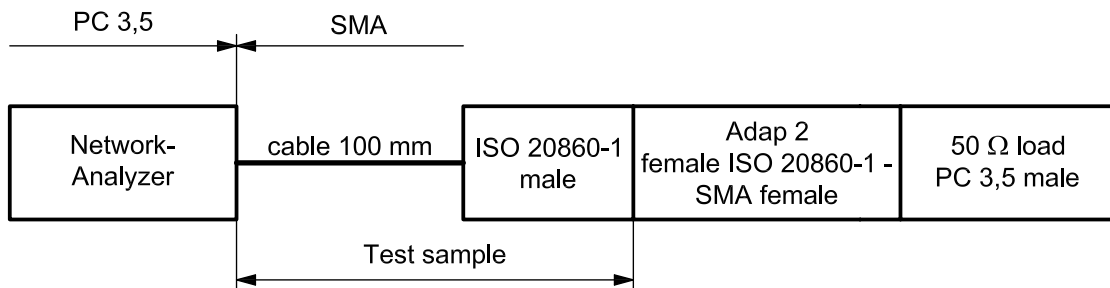 PC 3,5
SMA
Network-
Analyzer
cable 100 mm
ISO 20860-1
male
Adap 2
female ISO 20860-1 -
SMA female
50 Ω load
PC 3,5 male
Test sample